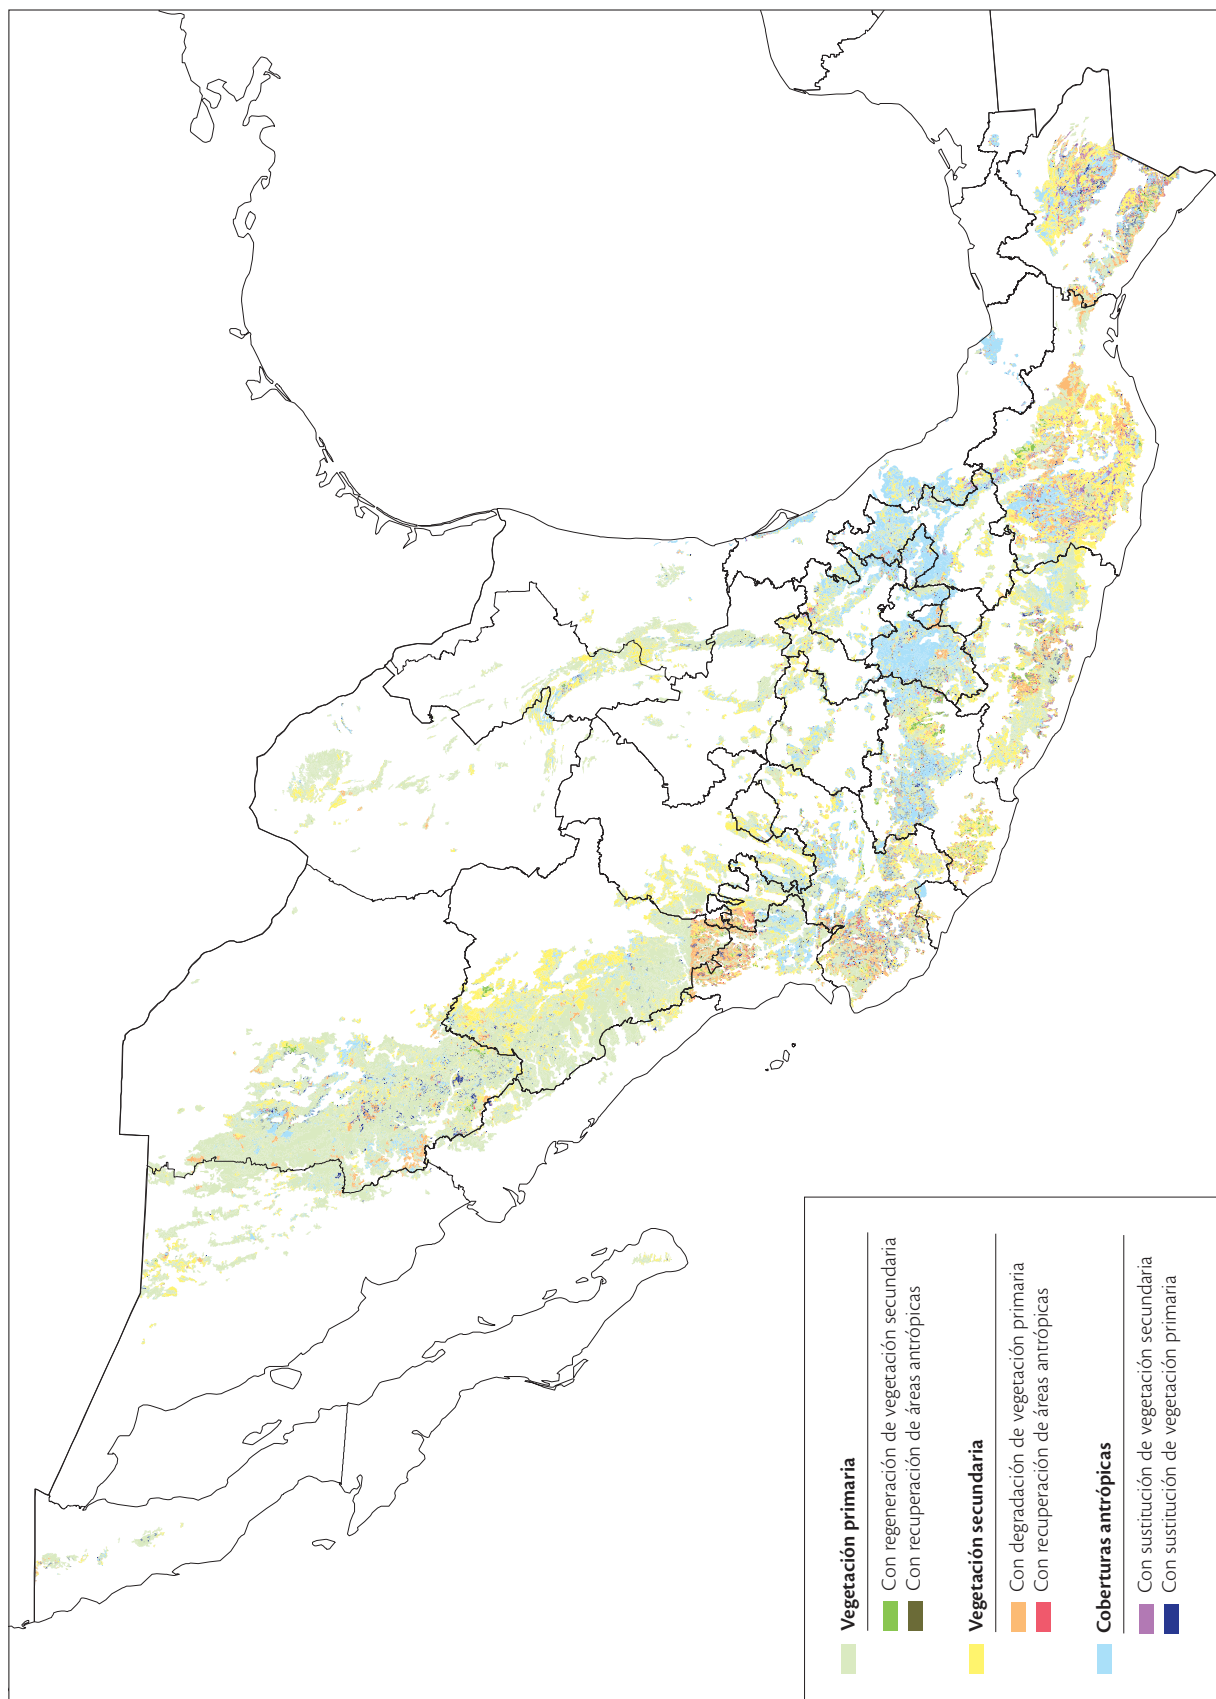 Vegetación primaria
Con regeneración de vegetación secundaria
Con recuperación de áreas antrópicas
Vegetación secundaria
Con degradación de vegetación primaria
Con recuperación de áreas antrópicas
Coberturas antrópicas
Con sustitución de vegetación secundaria
Con sustitución de vegetación primaria